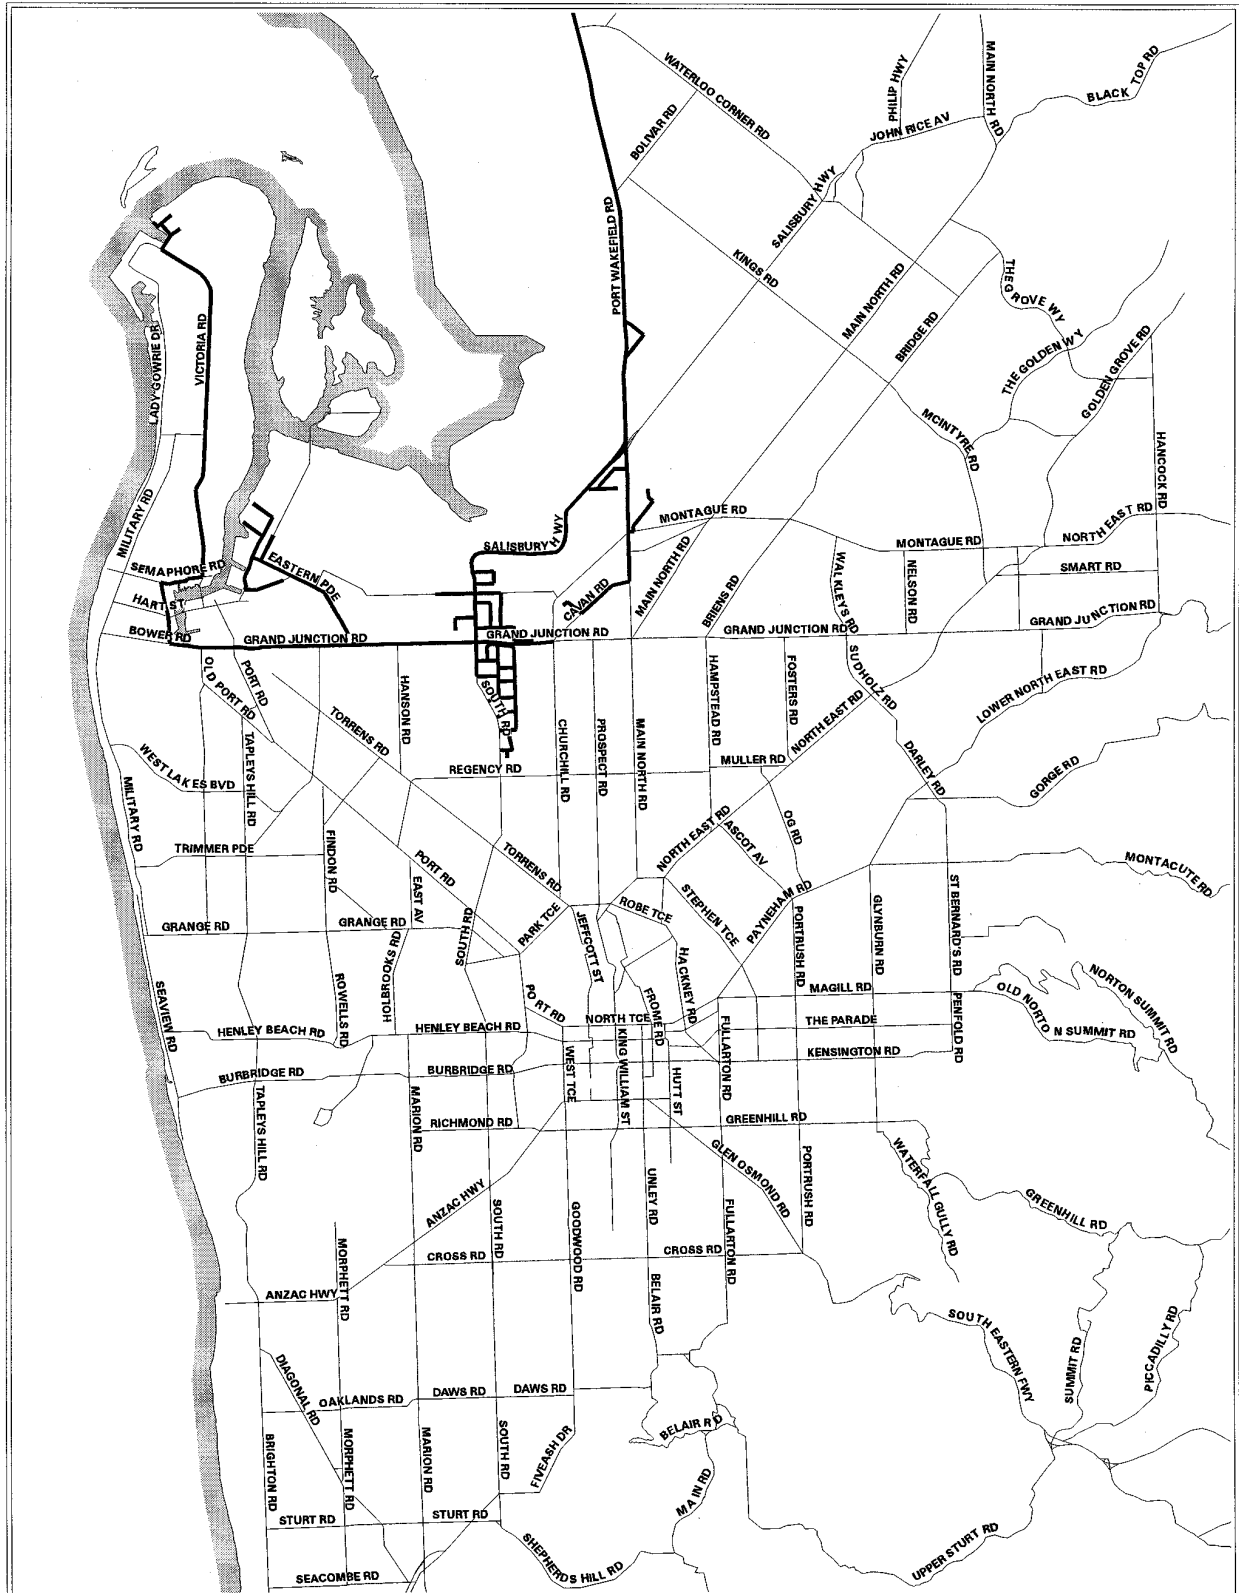 WATERLOO CORNER RD
BOLIVAR RD
PHILIP HWY
MAIN NORTH RD
BLACK TOP RD
JOHN RICE AV
SALISBURY HWY
PORT WAKEFIELD RD
KINGS RD
MAIN NORTH RD
BRIDGE RD
THE GROVE WY
THE GOLDEN WY
GOLDEN GROVE RD
LADY GOWRIE DR
VICTORIA RD
MCINTYRE RD
HANCOCK RD
MILITARY RD
MONTAGUE RD
MONTAGUE RD
NORTH EAST RD
SALISBURY HWY
SEMAPHORE RD
EASTERN PDE
CAVAN RD
MAIN NORTH RD
BRIENS RD
WALKLEYS RD
NELSON RD
SMART RD
HART ST
BOWER RD
GRAND JUNCTION RD
GRAND JUNCTION RD
GRAND JUNCTION RD
GRAND JUNCTION RD
OLD PORT RD
PORT RD
HANSON RD
SOUTH RD
HAMPSTEAD RD
FOSTERS RD
SUDHOLZ RD
LOWER NORTH EAST RD
TORRENS RD
CHURCHILL RD
PROSPECT RD
MAIN NORTH RD
NORTH EAST RD
WEST LAKES BVD
TAPLEYS HILL RD
REGENCY RD
MULLER RD
DARLEY RD
GORGE RD
MILITARY RD
TRIMMER PDE
FINDON RD
PORT RD
TORRENS RD
NORTH EAST RD
ASCOT AV
OG RD
MONTACUTE RD
EAST AV
GRANGE RD
GRANGE RD
SOUTH RD
PARK TCE
JEFFCOTT ST
ROBE TCE
STEPHEN TCE
PAYNEHAM RD
PORTRUSH RD
GLYNBURN RD
ST BERNARD'S RD
HOLBROOKS RD
HACKNEY RD
SEAVIEW RD
ROWELLS RD
PORT RD
FROME RD
MAGILL RD
PENFOLD RD
OLD NORTON SUMMIT RD
NORTON SUMMIT RD
HENLEY BEACH RD
HENLEY BEACH RD
NORTH TCE
THE PARADE
KENSINGTON RD
BURBRIDGE RD
BURBRIDGE RD
WEST TCE
KING WILLIAM ST
HUTT ST
FULLARTON RD
TAPLEYS HILL RD
MARION RD
RICHMOND RD
GREENHILL RD
GLEN OSMOND RD
WATERFALL GULLY RD
ANZAC HWY
SOUTH RD
GOODWOOD RD
UNLEY RD
FULLARTON RD
PORTRUSH RD
GREENHILL RD
CROSS RD
CROSS RD
MORPHETT RD
ANZAC HWY
BELAIR RD
SOUTH EASTERN FWY
SUMMIT RD
PICCADILLY RD
DIAGONAL RD
OAKLANDS RD
DAWS RD
DAWS RD
BELAIR RD
BRIGHTON RD
MORPHETT RD
MARION RD
SOUTH RD
FIVEASH DR
MAIN RD
STURT RD
STURT RD
SHEPHERDS HILL RD
UPPER STURT RD
SEACOMBE RD